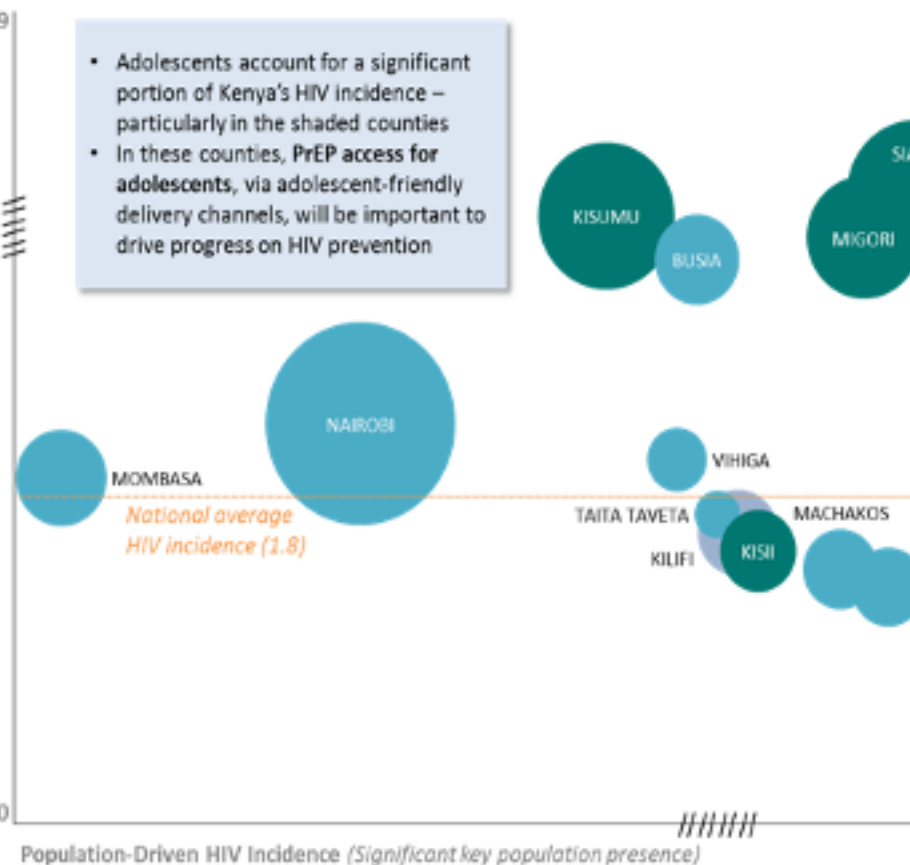 9
• Adolescents account for a significant
portion of Kenya's HIV incidence –
particularly in the shaded counties
• In these counties, PrEP access for
adolescents, via adolescent-friendly
delivery channels, will be important to
drive progress on HIV prevention
SIA
KISUMU
MIGORI
BUSIA
NAIROBI
VIHIGA
MOMBASA
National average
HIV incidence (1.8)
TAITA TAVETA
MACHAKOS
KILIFI
KISII
0
Population-Driven HIV Incidence (Significant key population presence)